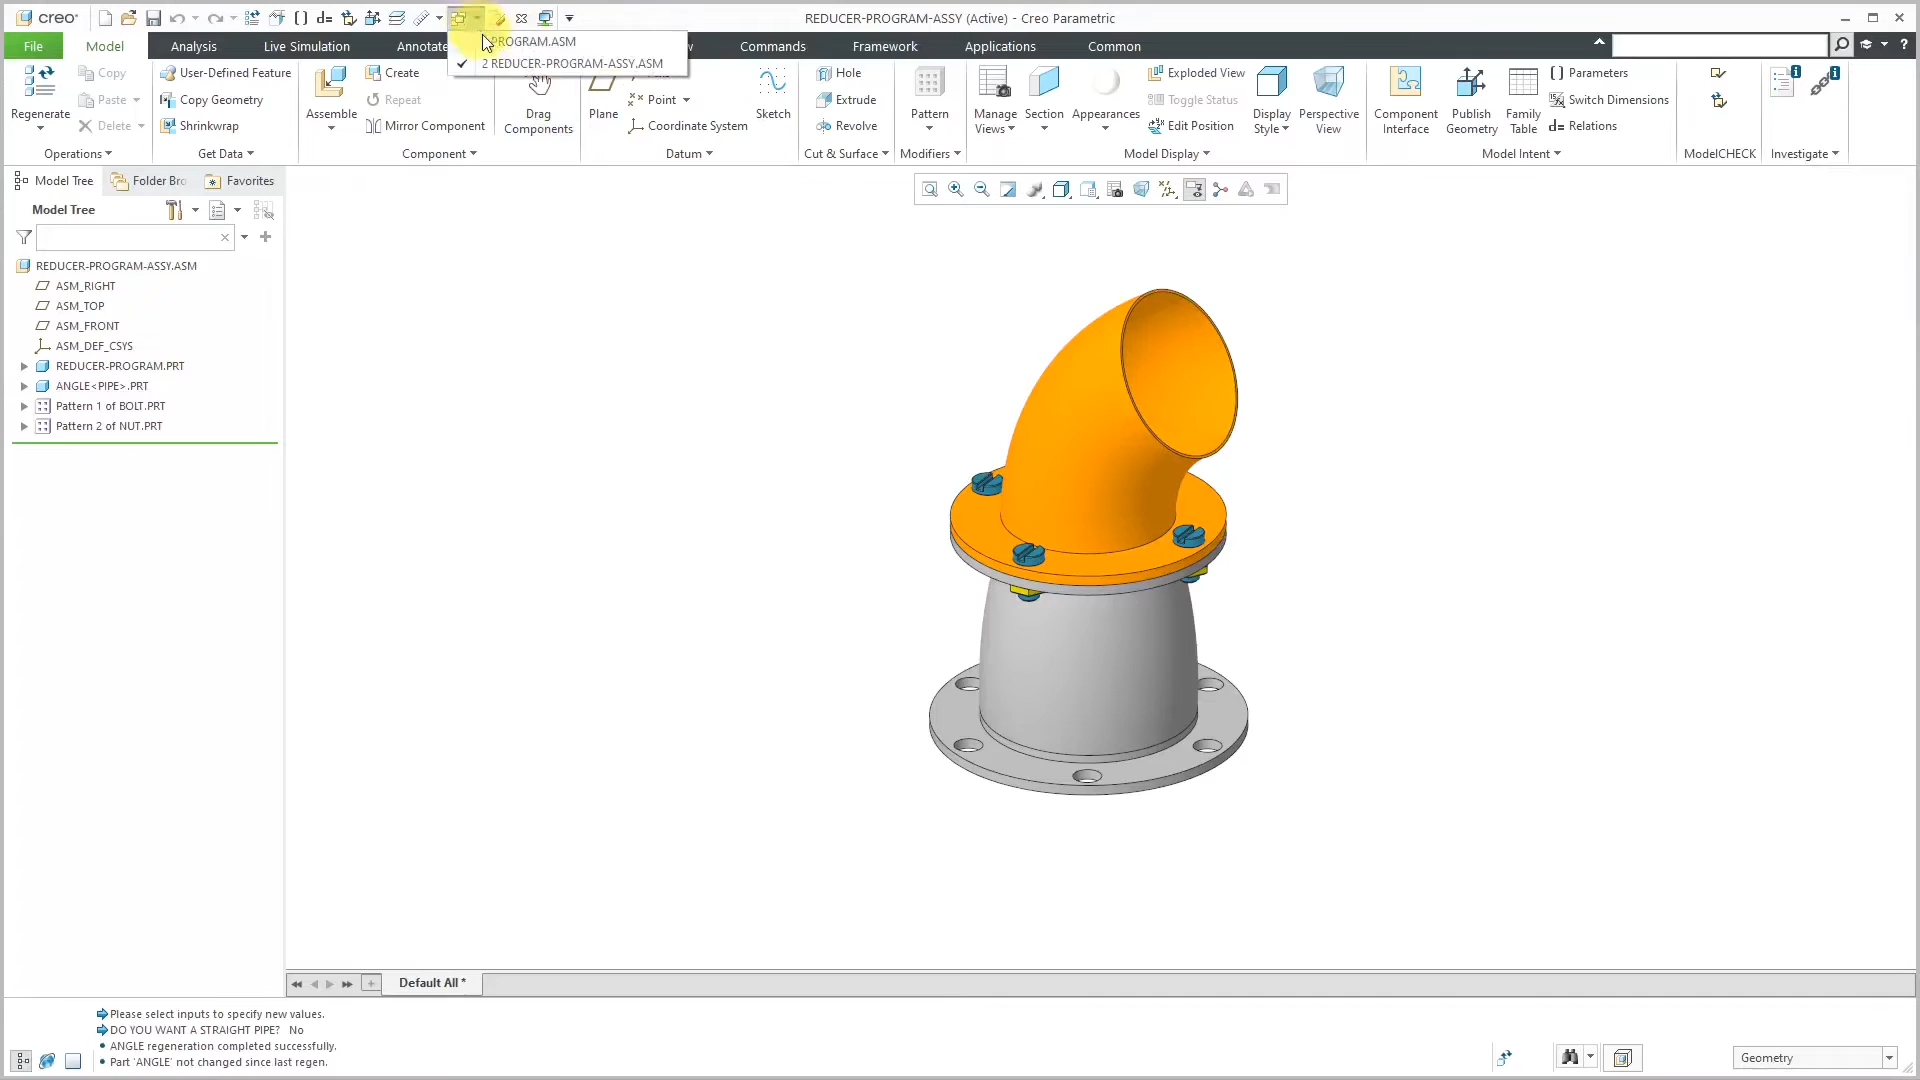 creo
REDUCER-PROGRAM-ASSY (Active) - Creo Parametric
PROGRAM.ASM
2 REDUCER-PROGRAM-ASSY.ASM
File
Model
Analysis
Live Simulation
Annotate
Commands
Framework
Applications
Common
Regenerate
Copy
Paste
Delete
Operations
User-Defined Feature
Copy Geometry
Shrinkwrap
Get Data
Assemble
Create
Repeat
Mirror Component
Component
Drag
Components
Plane
Point
Coordinate System
Sketch
Datum
Hole
Extrude
Revolve
Cut & Surface
Pattern
Modifiers
Manage
Views
Section
Appearances
Exploded View
Toggle Status
Edit Position
Display
Style
Perspective
View
Model Display
Component
Interface
Publish
Geometry
Family
Table
Parameters
Switch Dimensions
Relations
Model Intent
ModelCHECK
Investigate
Model Tree
Folder Bro
Favorites
Model Tree
REDUCER-PROGRAM-ASSY.ASM
ASM_RIGHT
ASM_TOP
ASM_FRONT
ASM_DEF_CSYS
REDUCER-PROGRAM.PRT
ANGLE<PIPE>.PRT
Pattern 1 of BOLT.PRT
Pattern 2 of NUT.PRT
Default All *
Please select inputs to specify new values.
DO YOU WANT A STRAIGHT PIPE? No
ANGLE regeneration completed successfully.
Part 'ANGLE' not changed since last regen.
Geometry